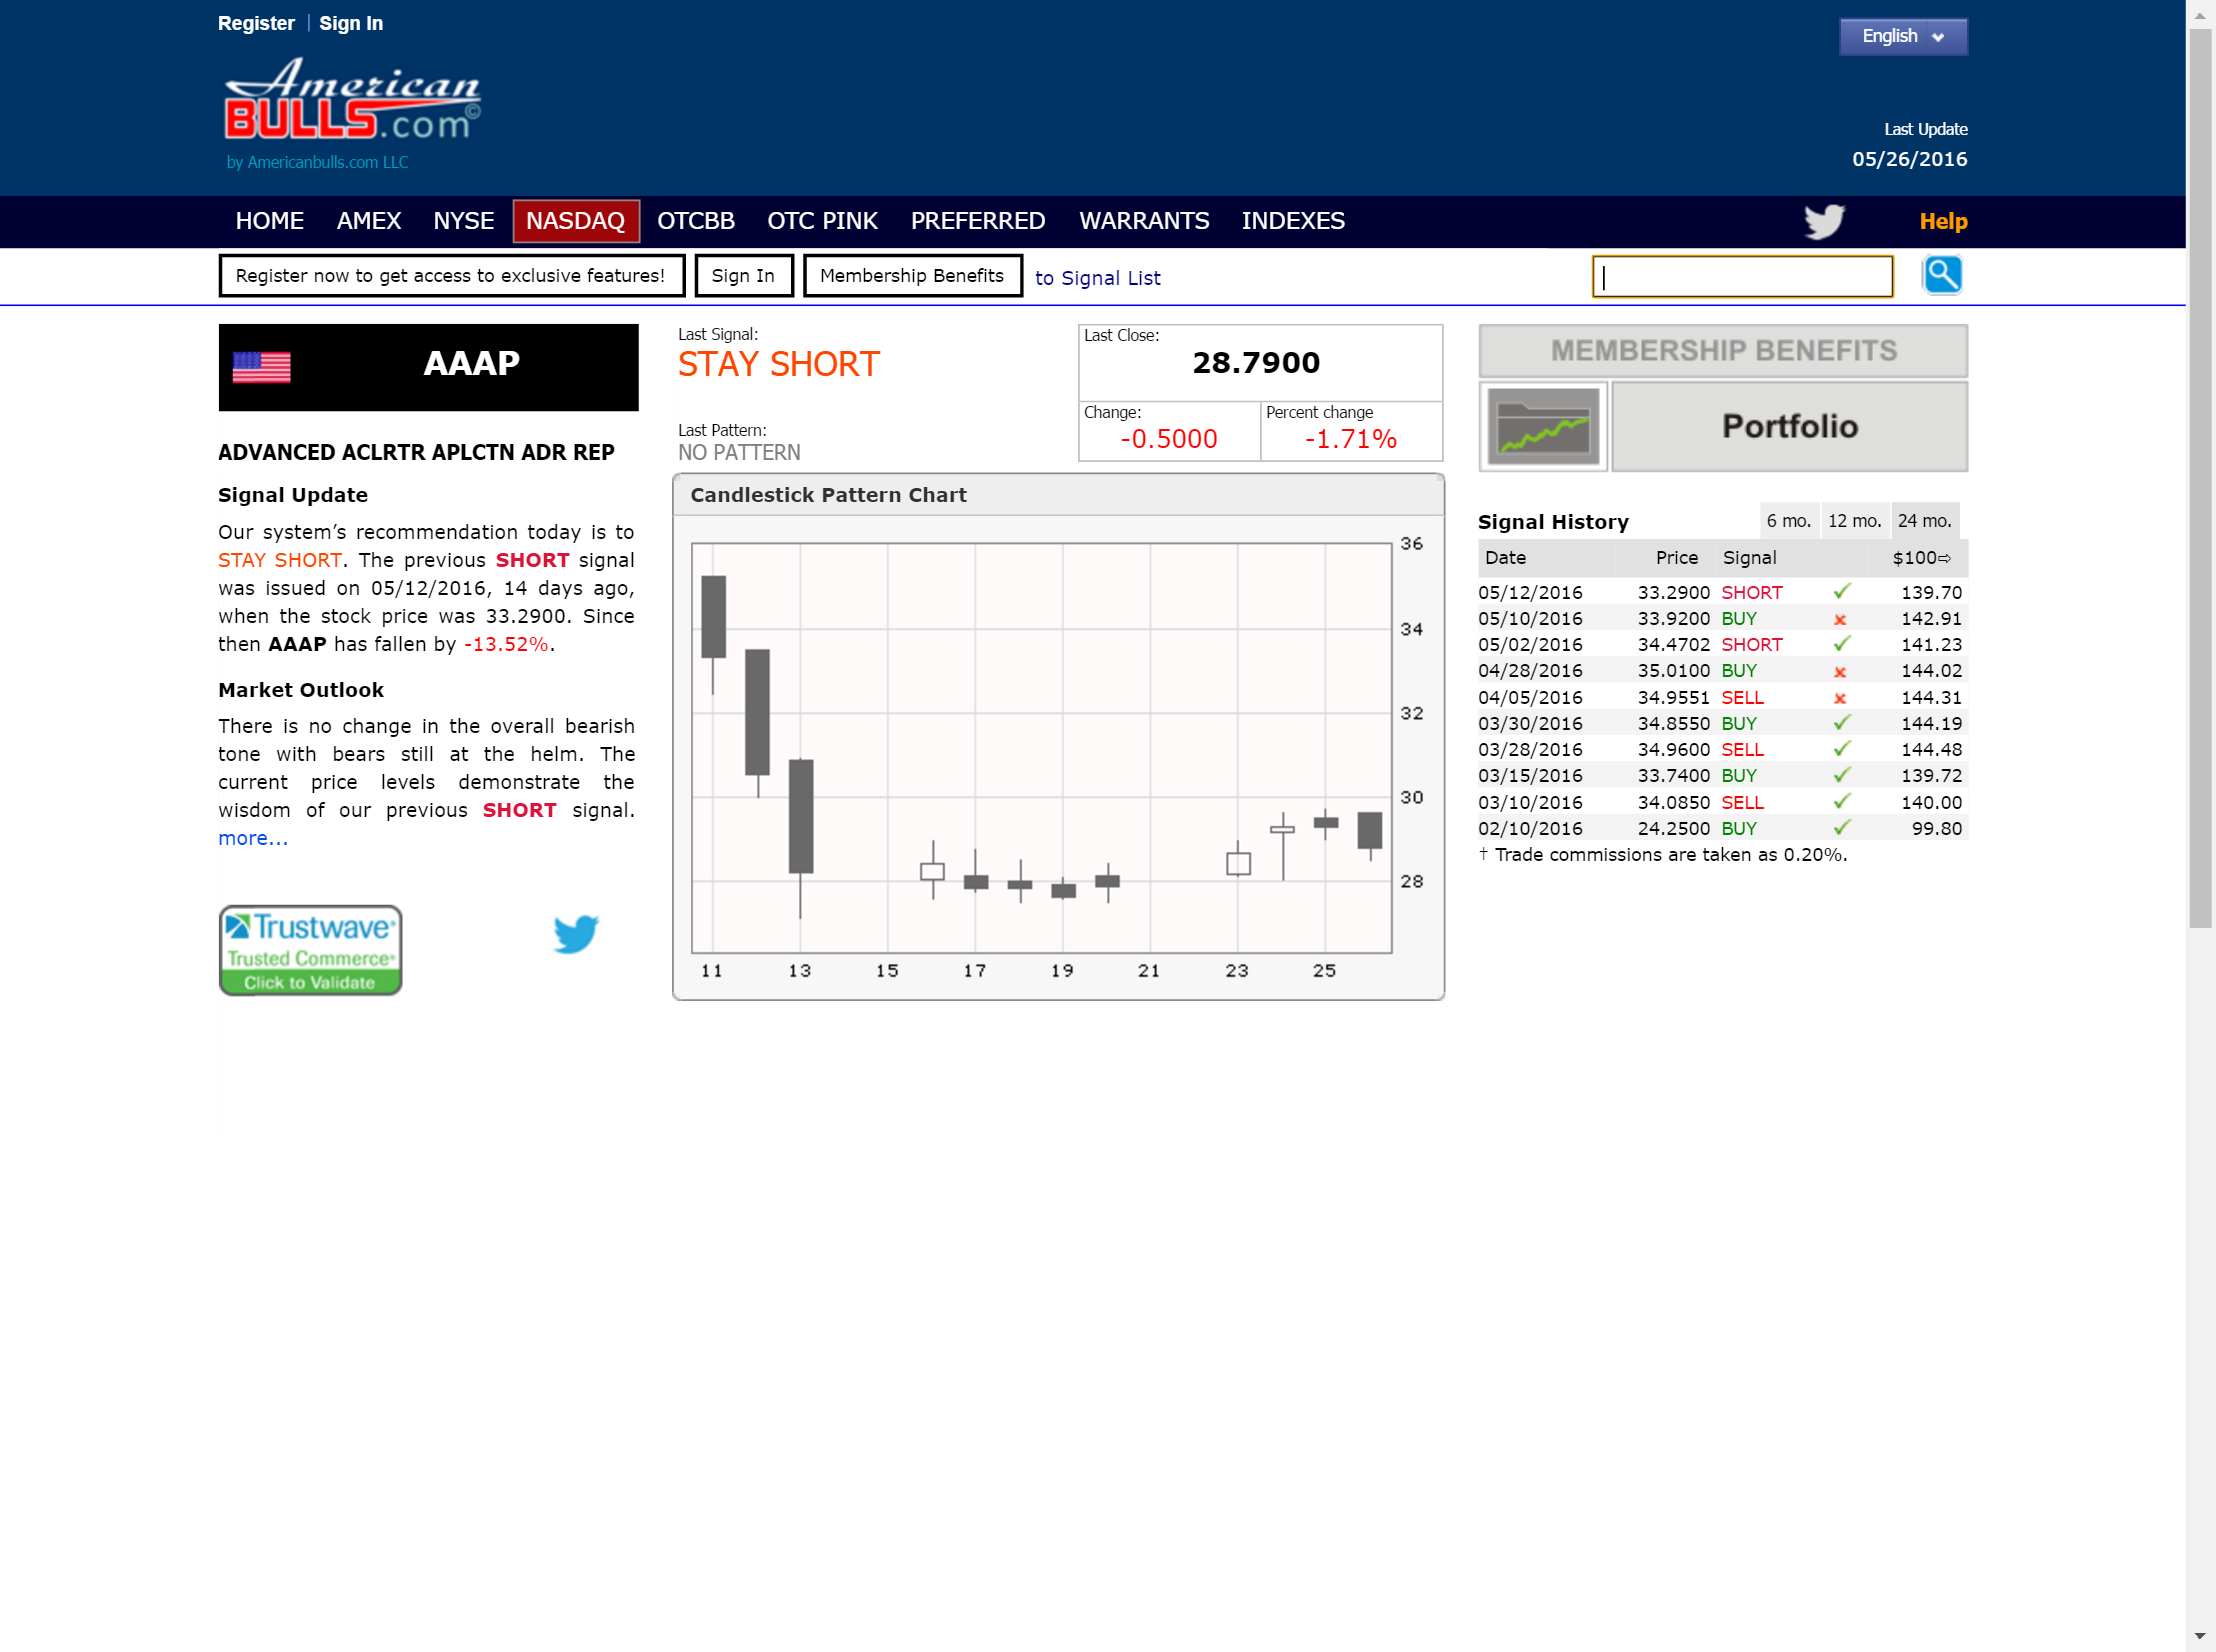 Register | Sign In
English
American
BULLS.com©
by Americanbulls.com LLC
Last Update
05/26/2016
HOME AMEX NYSE NASDAQ OTCBB OTC PINK PREFERRED WARRANTS INDEXES Help
Register now to get access to exclusive features! Sign In Membership Benefits to Signal List
AAAP
ADVANCED ACLRTR APLCTN ADR REP
Signal Update
Our system’s recommendation today is to
STAY SHORT. The previous SHORT signal
was issued on 05/12/2016, 14 days ago,
when the stock price was 33.2900. Since
then AAAP has fallen by -13.52%.
Market Outlook
There is no change in the overall bearish
tone with bears still at the helm. The
current price levels demonstrate the
wisdom of our previous SHORT signal.
more...
Trustwave®
Trusted Commerce®
Click to Validate
Last Signal:
STAY SHORT
Last Pattern:
NO PATTERN
Last Close:
28.7900
Change:
-0.5000
Percent change
-1.71%
Candlestick Pattern Chart
36
34
32
30
28
11 13 15 17 19 21 23 25
MEMBERSHIP BENEFITS
Portfolio
Signal History 6 mo. 12 mo. 24 mo.
Date Price Signal $100⇨
05/12/2016 33.2900 SHORT 139.70
05/10/2016 33.9200 BUY 142.91
05/02/2016 34.4702 SHORT 141.23
04/28/2016 35.0100 BUY 144.02
04/05/2016 34.9551 SELL 144.31
03/30/2016 34.8550 BUY 144.19
03/28/2016 34.9600 SELL 144.48
03/15/2016 33.7400 BUY 139.72
03/10/2016 34.0850 SELL 140.00
02/10/2016 24.2500 BUY 99.80
† Trade commissions are taken as 0.20%.